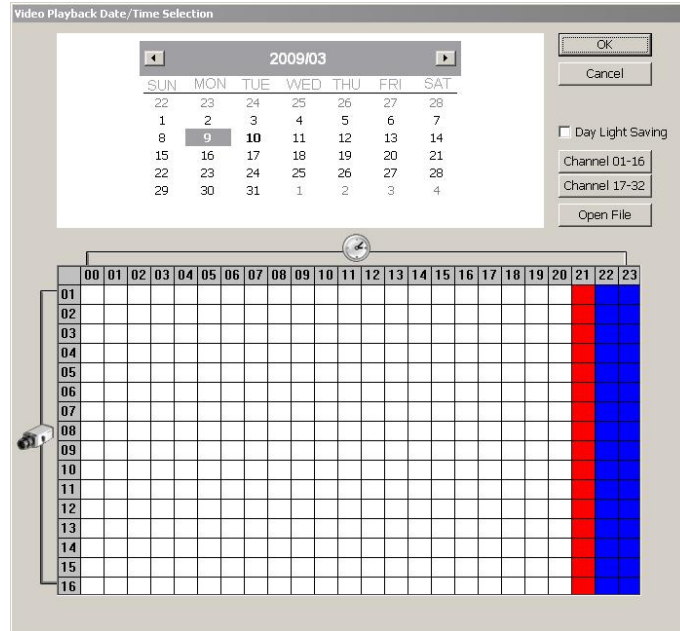 Video Playback Date/Time Selection
2009/03
SUN MON TUE WED THU FRI SAT
22 23 24 25 26 27 28
1 2 3 4 5 6 7
8 9 10 11 12 13 14
15 16 17 18 19 20 21
22 23 24 25 26 27 28
29 30 31 1 2 3 4
OK
Cancel
Day Light Saving
Channel 01-16
Channel 17-32
Open File
00 01 02 03 04 05 06 07 08 09 10 11 12 13 14 15 16 17 18 19 20 21 22 23
01
02
03
04
05
06
07
08
09
10
11
12
13
14
15
16